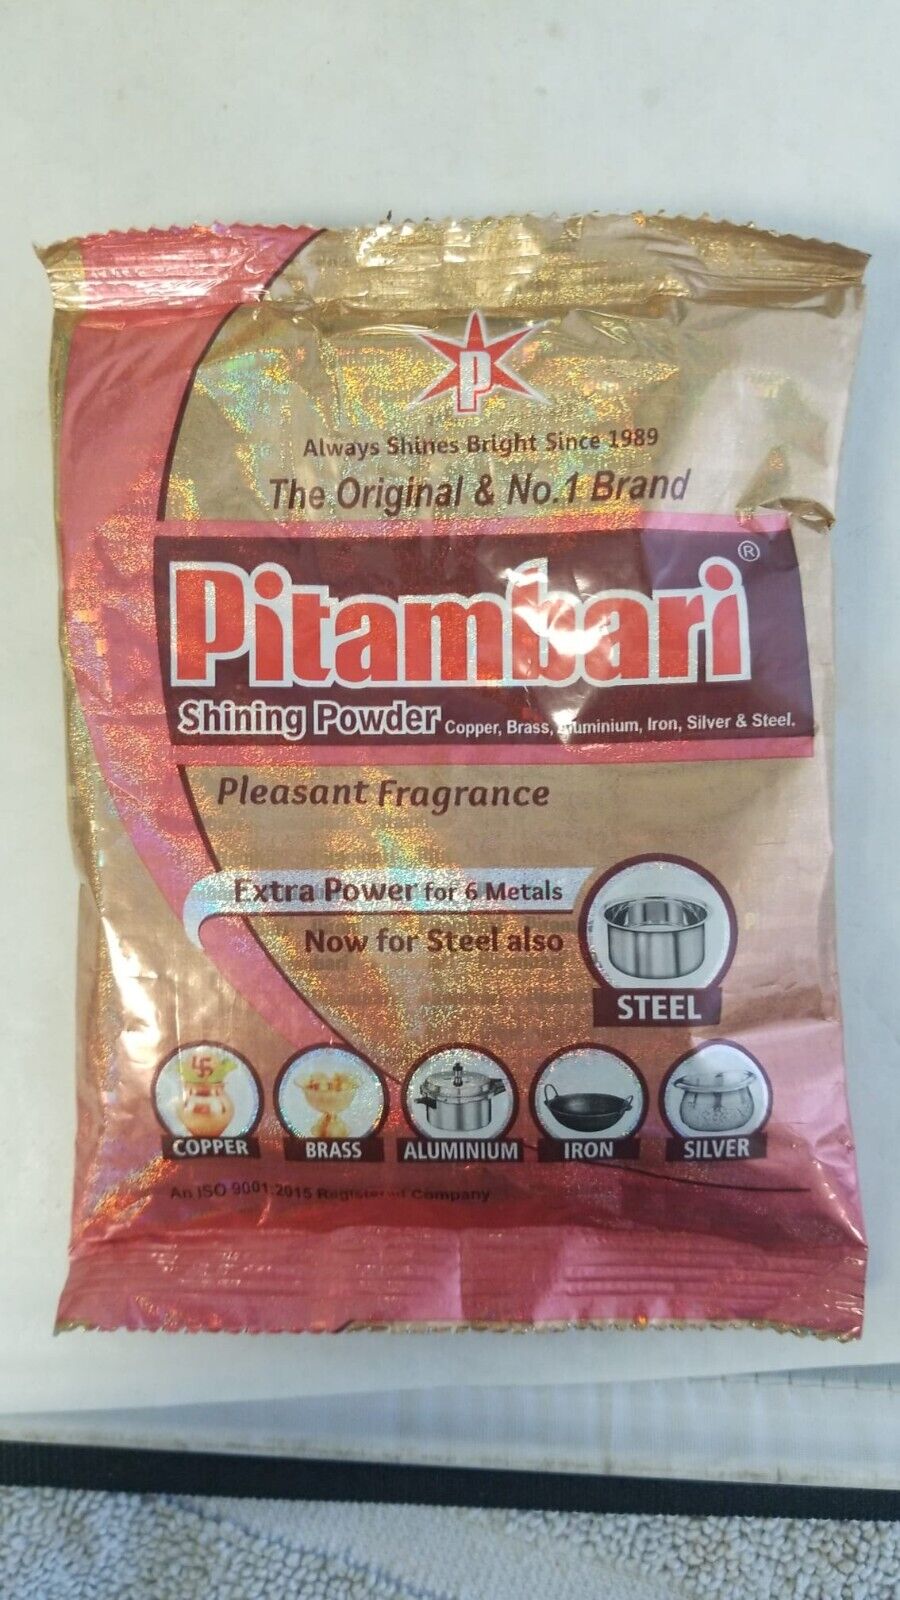 P
Always Shines Bright Since 1989
The Original & No.1 Brand
Pitambari®
Shining Powder Copper, Brass, Aluminium, Iron, Silver & Steel.
Pleasant Fragrance
Extra Power for 6 Metals
Now for Steel also
STEEL
COPPER BRASS ALUMINIUM IRON SILVER
An ISO 9001:2015 Registered Company